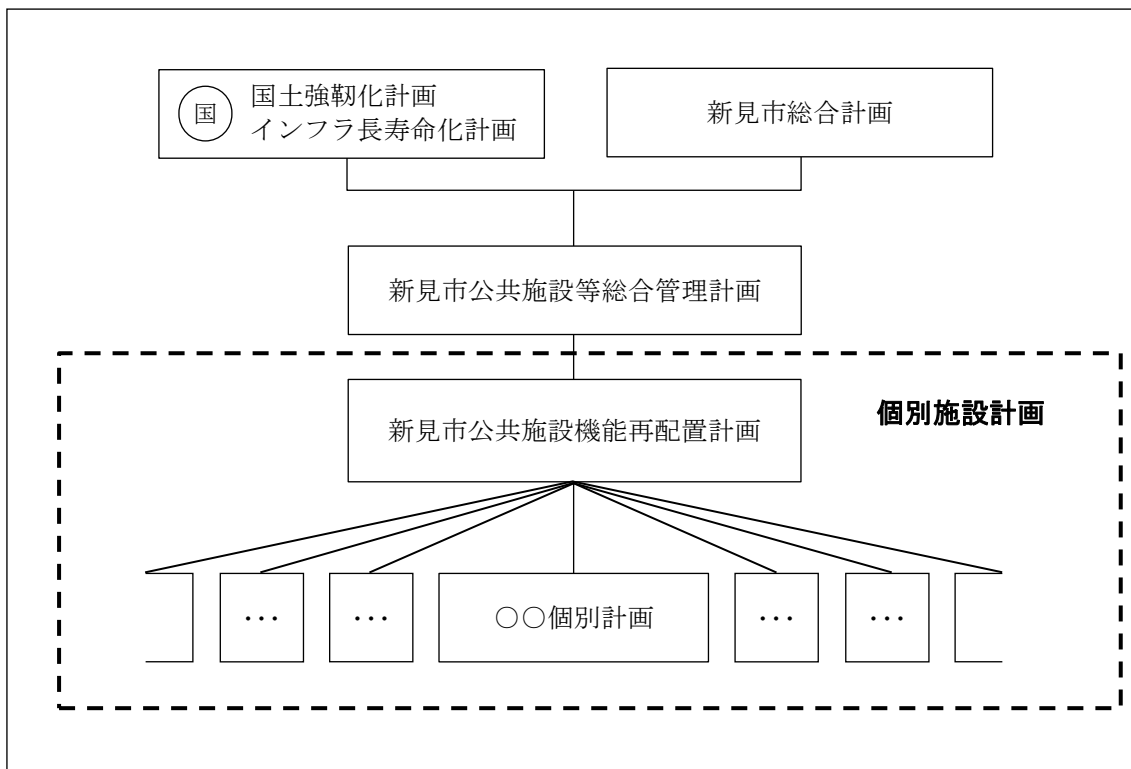 国
国土強靭化計画
インフラ長寿命化計画
新見市総合計画
新見市公共施設等総合管理計画
新見市公共施設機能再配置計画
個別施設計画
…
…
○○個別計画
…
…